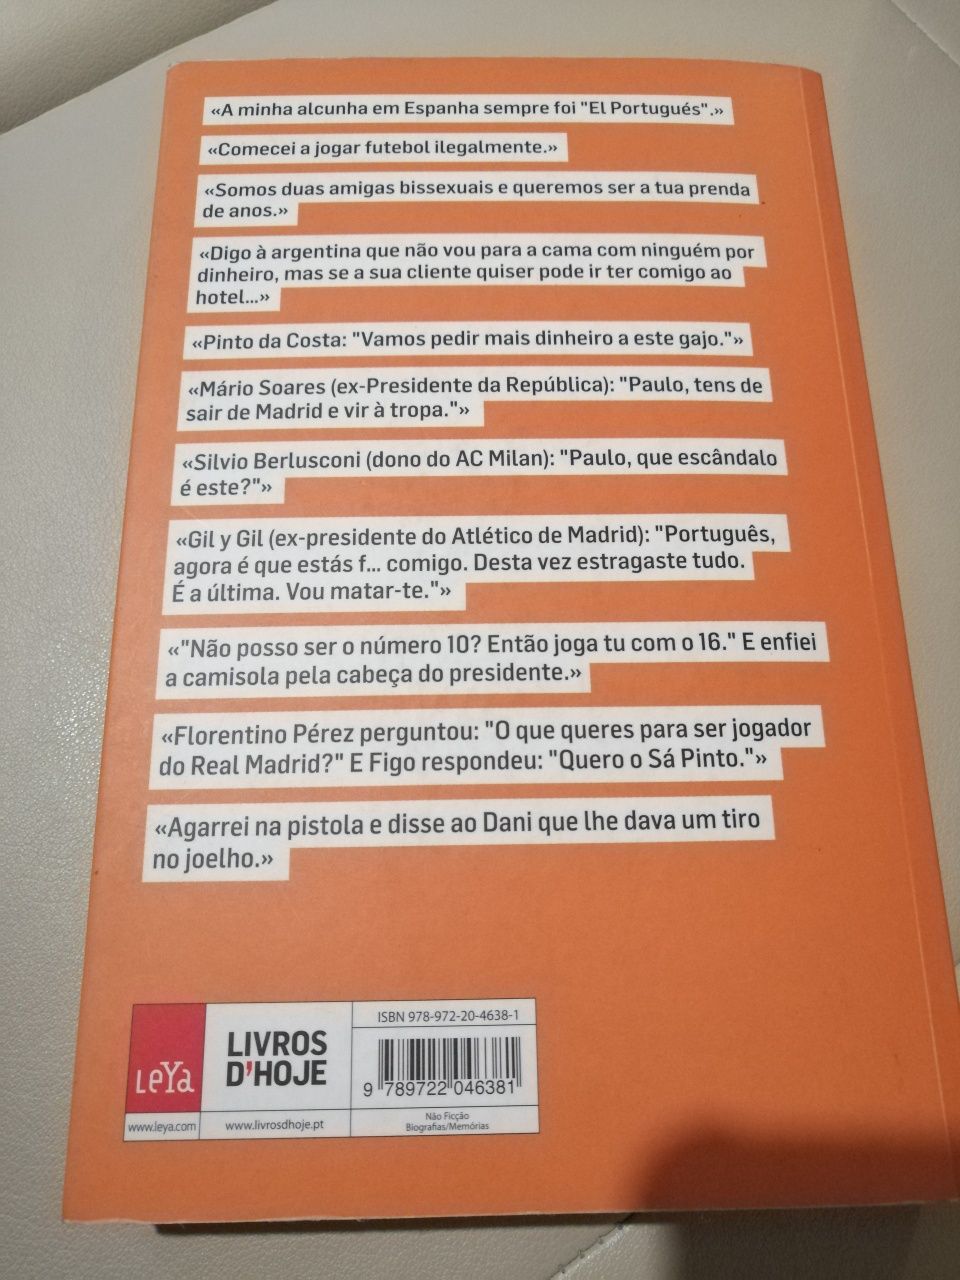 «A minha alcunha em Espanha sempre foi "El Portugués".»
«Comecei a jogar futebol ilegalmente.»
«Somos duas amigas bissexuais e queremos ser a tua prenda
de anos.»
«Digo à argentina que não vou para a cama com ninguém por
dinheiro, mas se a sua cliente quiser pode ir ter comigo ao
hotel...»
«Pinto da Costa: "Vamos pedir mais dinheiro a este gajo."»
«Mário Soares (ex-Presidente da República): "Paulo, tens de
sair de Madrid e vir à tropa."»
«Silvio Berlusconi (dono do AC Milan): "Paulo, que escândalo
é este?"»
«Gil y Gil (ex-presidente do Atlético de Madrid): "Português,
agora é que estás f... comigo. Desta vez estragaste tudo.
É a última. Vou matar-te."»
«"Não posso ser o número 10? Então joga tu com o 16." E enfiei
a camisola pela cabeça do presidente.»
«Florentino Pérez perguntou: "O que queres para ser jogador
do Real Madrid?" E Figo respondeu: "Quero o Sá Pinto."»
«Agarrei na pistola e disse ao Dani que lhe dava um tiro
no joelho.»
LeYa
www.leya.com
LIVROS
D'HOJE
www.livrosdhoje.pt
ISBN 978-972-20-4638-1
9 789722 046381
Não Ficção
Biografias/Memórias